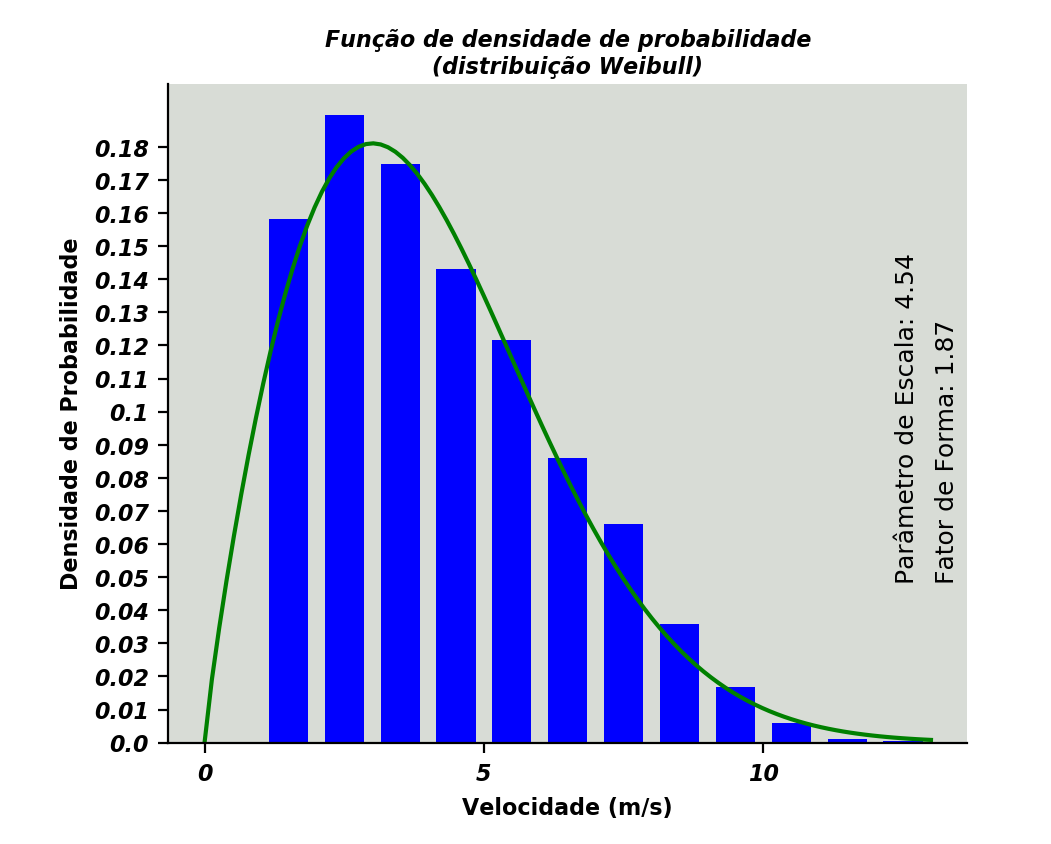 Função de densidade de probabilidade
(distribuição Weibull)
Densidade de Probabilidade
0.18
0.17
0.16
0.15
0.14
0.13
0.12
0.11
0.1
0.09
0.08
0.07
0.06
0.05
0.04
0.03
0.02
0.01
0.0
Parâmetro de Escala: 4.54
Fator de Forma: 1.87
0 5 10
Velocidade (m/s)